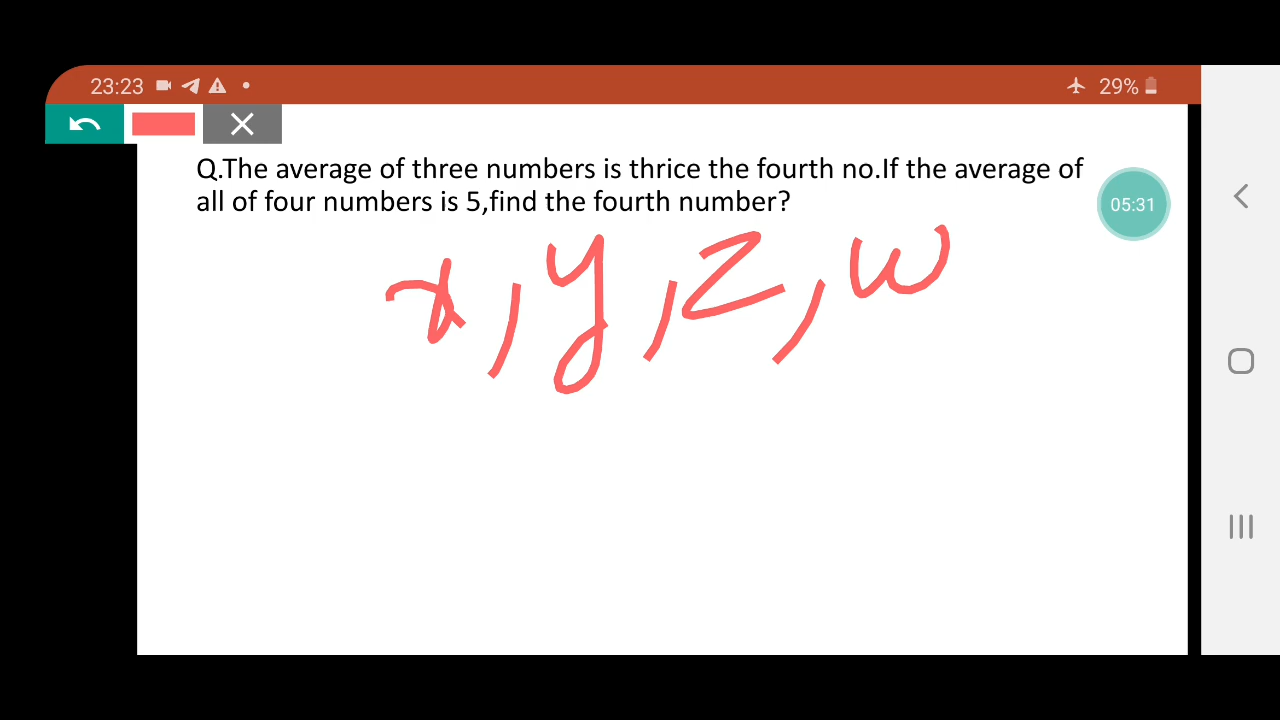 23:23
29%
Q.The average of three numbers is thrice the fourth no.If the average of
all of four numbers is 5,find the fourth number?
05:31
x, y, z, w